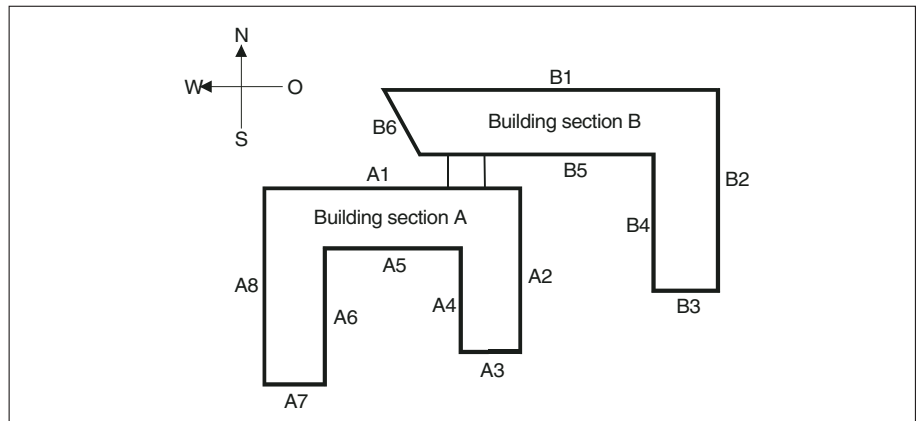 N
W O
S
B1
Building section B
B6
B5
B2
A1
B4
Building section A
A5
A2
A8
A6
A4
B3
A3
A7